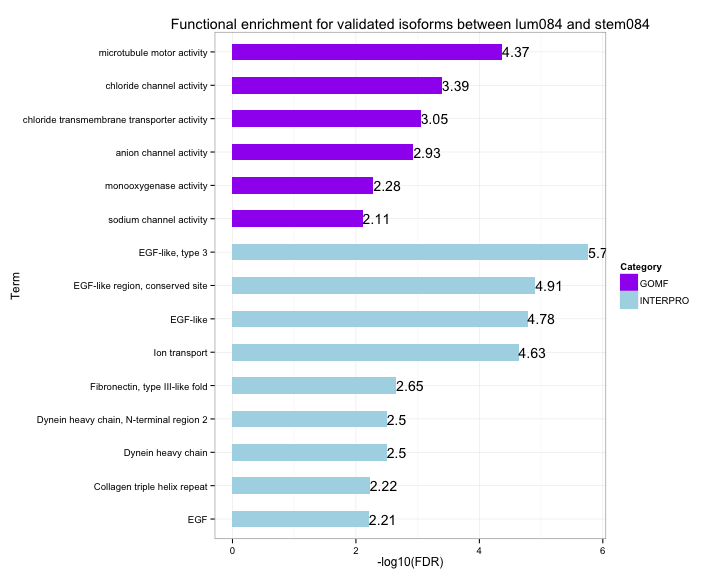 Functional enrichment for validated isoforms between lum084 and stem084
microtubule motor activity 4.37
chloride channel activity 3.39
chloride transmembrane transporter activity 3.05
anion channel activity 2.93
monooxygenase activity 2.28
sodium channel activity 2.11
EGF-like, type 3 5.7
EGF-like region, conserved site 4.91
EGF-like 4.78
Ion transport 4.63
Fibronectin, type III-like fold 2.65
Dynein heavy chain, N-terminal region 2 2.5
Dynein heavy chain 2.5
Collagen triple helix repeat 2.22
EGF 2.21
Term
0 2 4 6
-log10(FDR)
Category
GOMF
INTERPRO